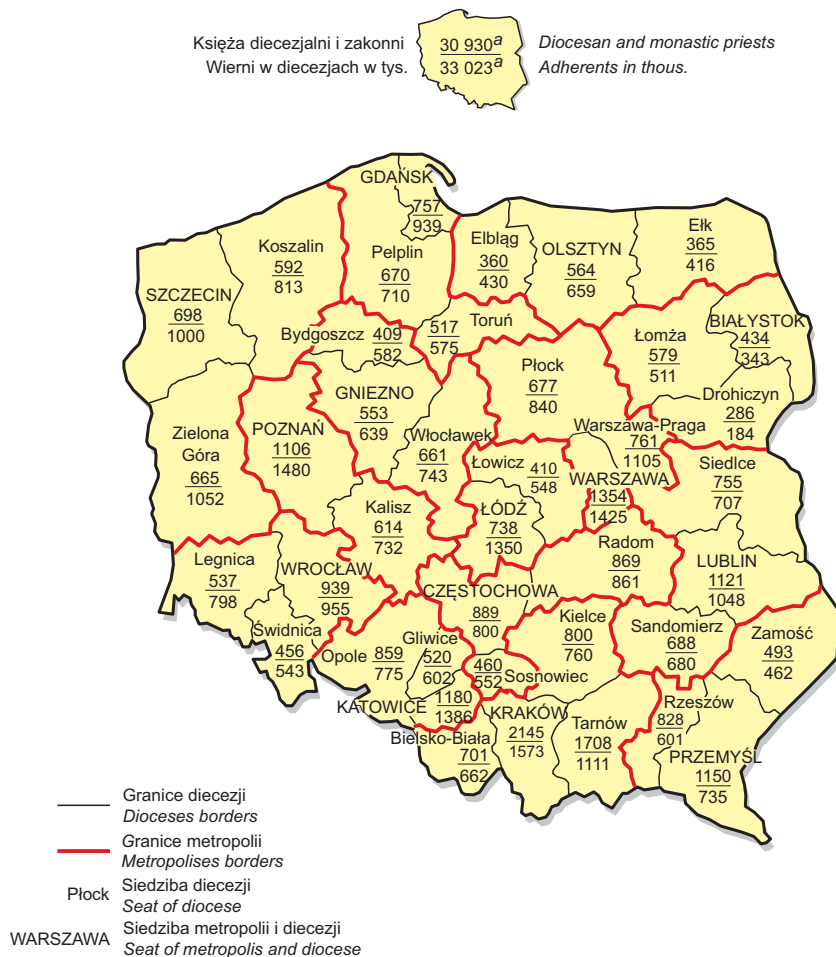 Księża diecezjalni i zakonni 30 930a Diocesan and monastic priests
Wierni w diecezjach w tys. 33 023a Adherents in thous.
GDAŃSK
757
939
Koszalin
592
813
Pelplin
670
710
Elbląg
360
430
OLSZTYN
564
659
Ełk
365
416
SZCZECIN
698
1000
Bydgoszcz 409
582
517
575
Toruń
Łomża
579
511
BIAŁYSTOK
434
343
Płock
677
840
Drohiczyn
286
184
GNIEZNO
553
639
Zielona
Góra
665
1052
POZNAŃ
1106
1480
Włocławek
661
743
Warszawa-Praga
761
1105
Łowicz 410
548
WARSZAWA
1354
1425
Siedlce
755
707
Kalisz
614
732
ŁÓDŹ
738
1350
Radom
869
861
Legnica
537
798
WROCŁAW
939
955
LUBLIN
1121
1048
CZĘSTOCHOWA
889
800
Kielce
800
760
Sandomierz
688
680
Zamość
493
462
Świdnica
456
543
Opole 859
775
Gliwice
520
602
460
552
Sosnowiec
KATOWICE 1180
1386
KRAKÓW
2145
1573
Tarnów
1708
1111
Rzeszów
828
601
Bielsko-Biała
701
662
PRZEMYŚL
1150
735
Granice diecezji
Dioceses borders
Granice metropolii
Metropolises borders
Płock Siedziba diecezji
Seat of diocese
WARSZAWA Siedziba metropolii i diecezji
Seat of metropolis and diocese